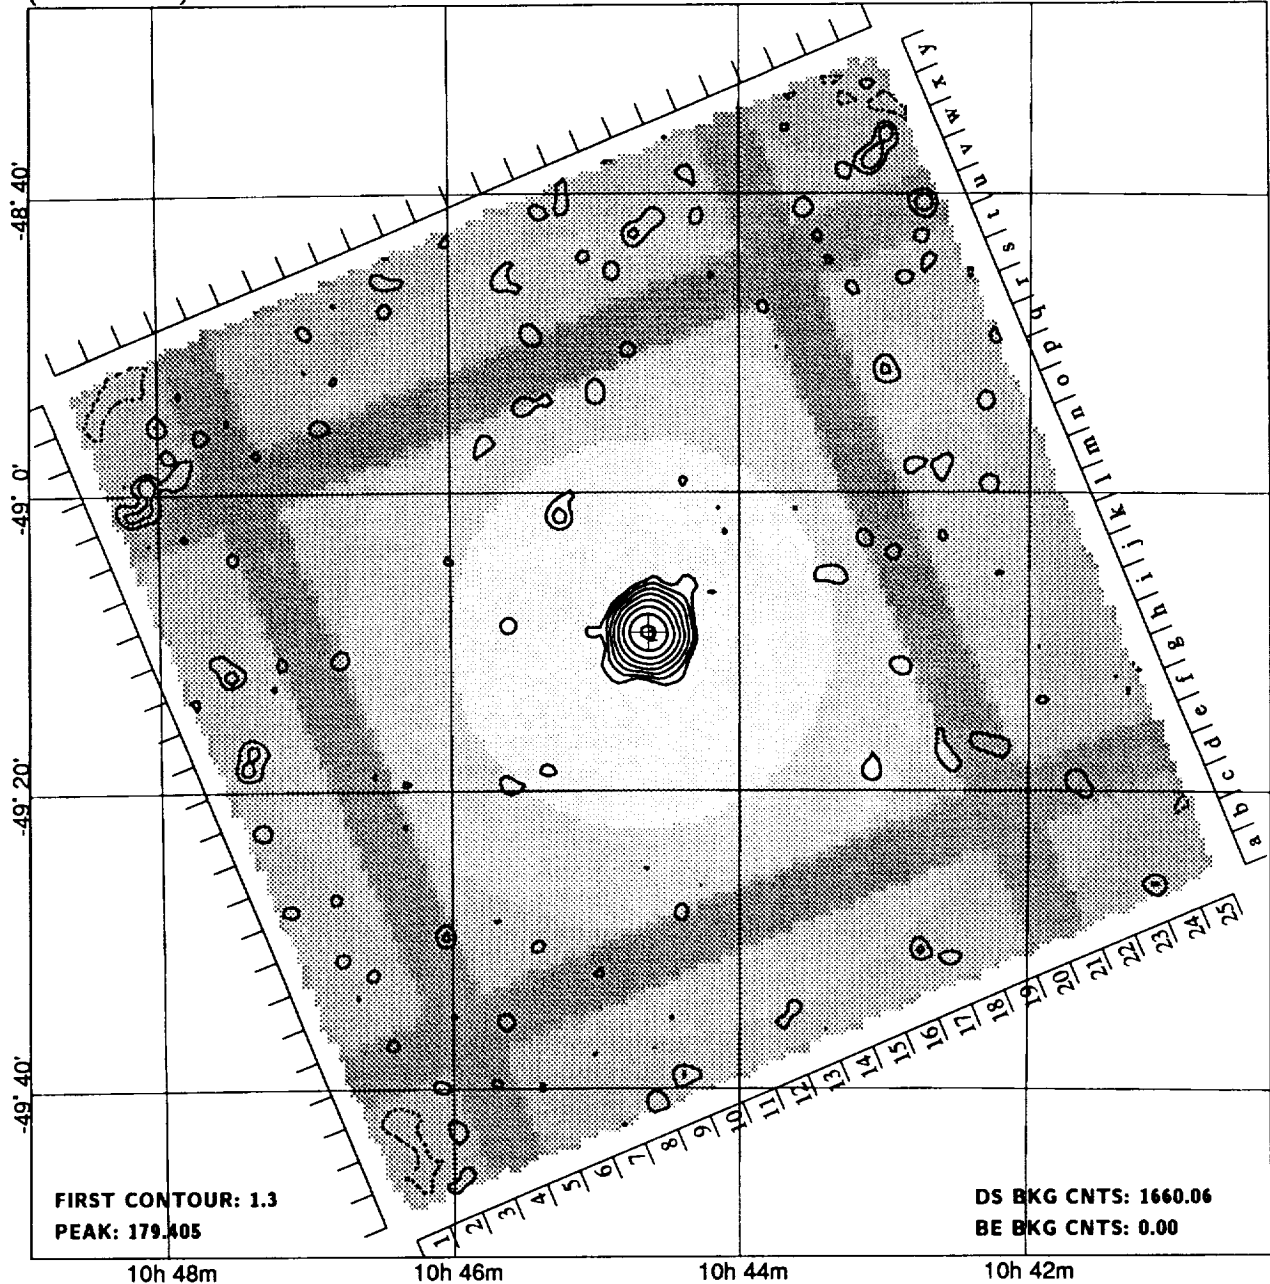 y
x
w
v
u
t
s
r
q
p
o
n
m
l
k
j
i
h
g
f
e
d
c
b
a
-48° 40'
-49° 0'
-49° 20'
-49° 40'
1 2 3 4 5 6 7 8 9 10 11 12 13 14 15 16 17 18 19 20 21 22 23 24 25
FIRST CONTOUR: 1.3
PEAK: 179.405
DS BKG CNTS: 1660.06
BE BKG CNTS: 0.00
10h 48m 10h 46m 10h 44m 10h 42m